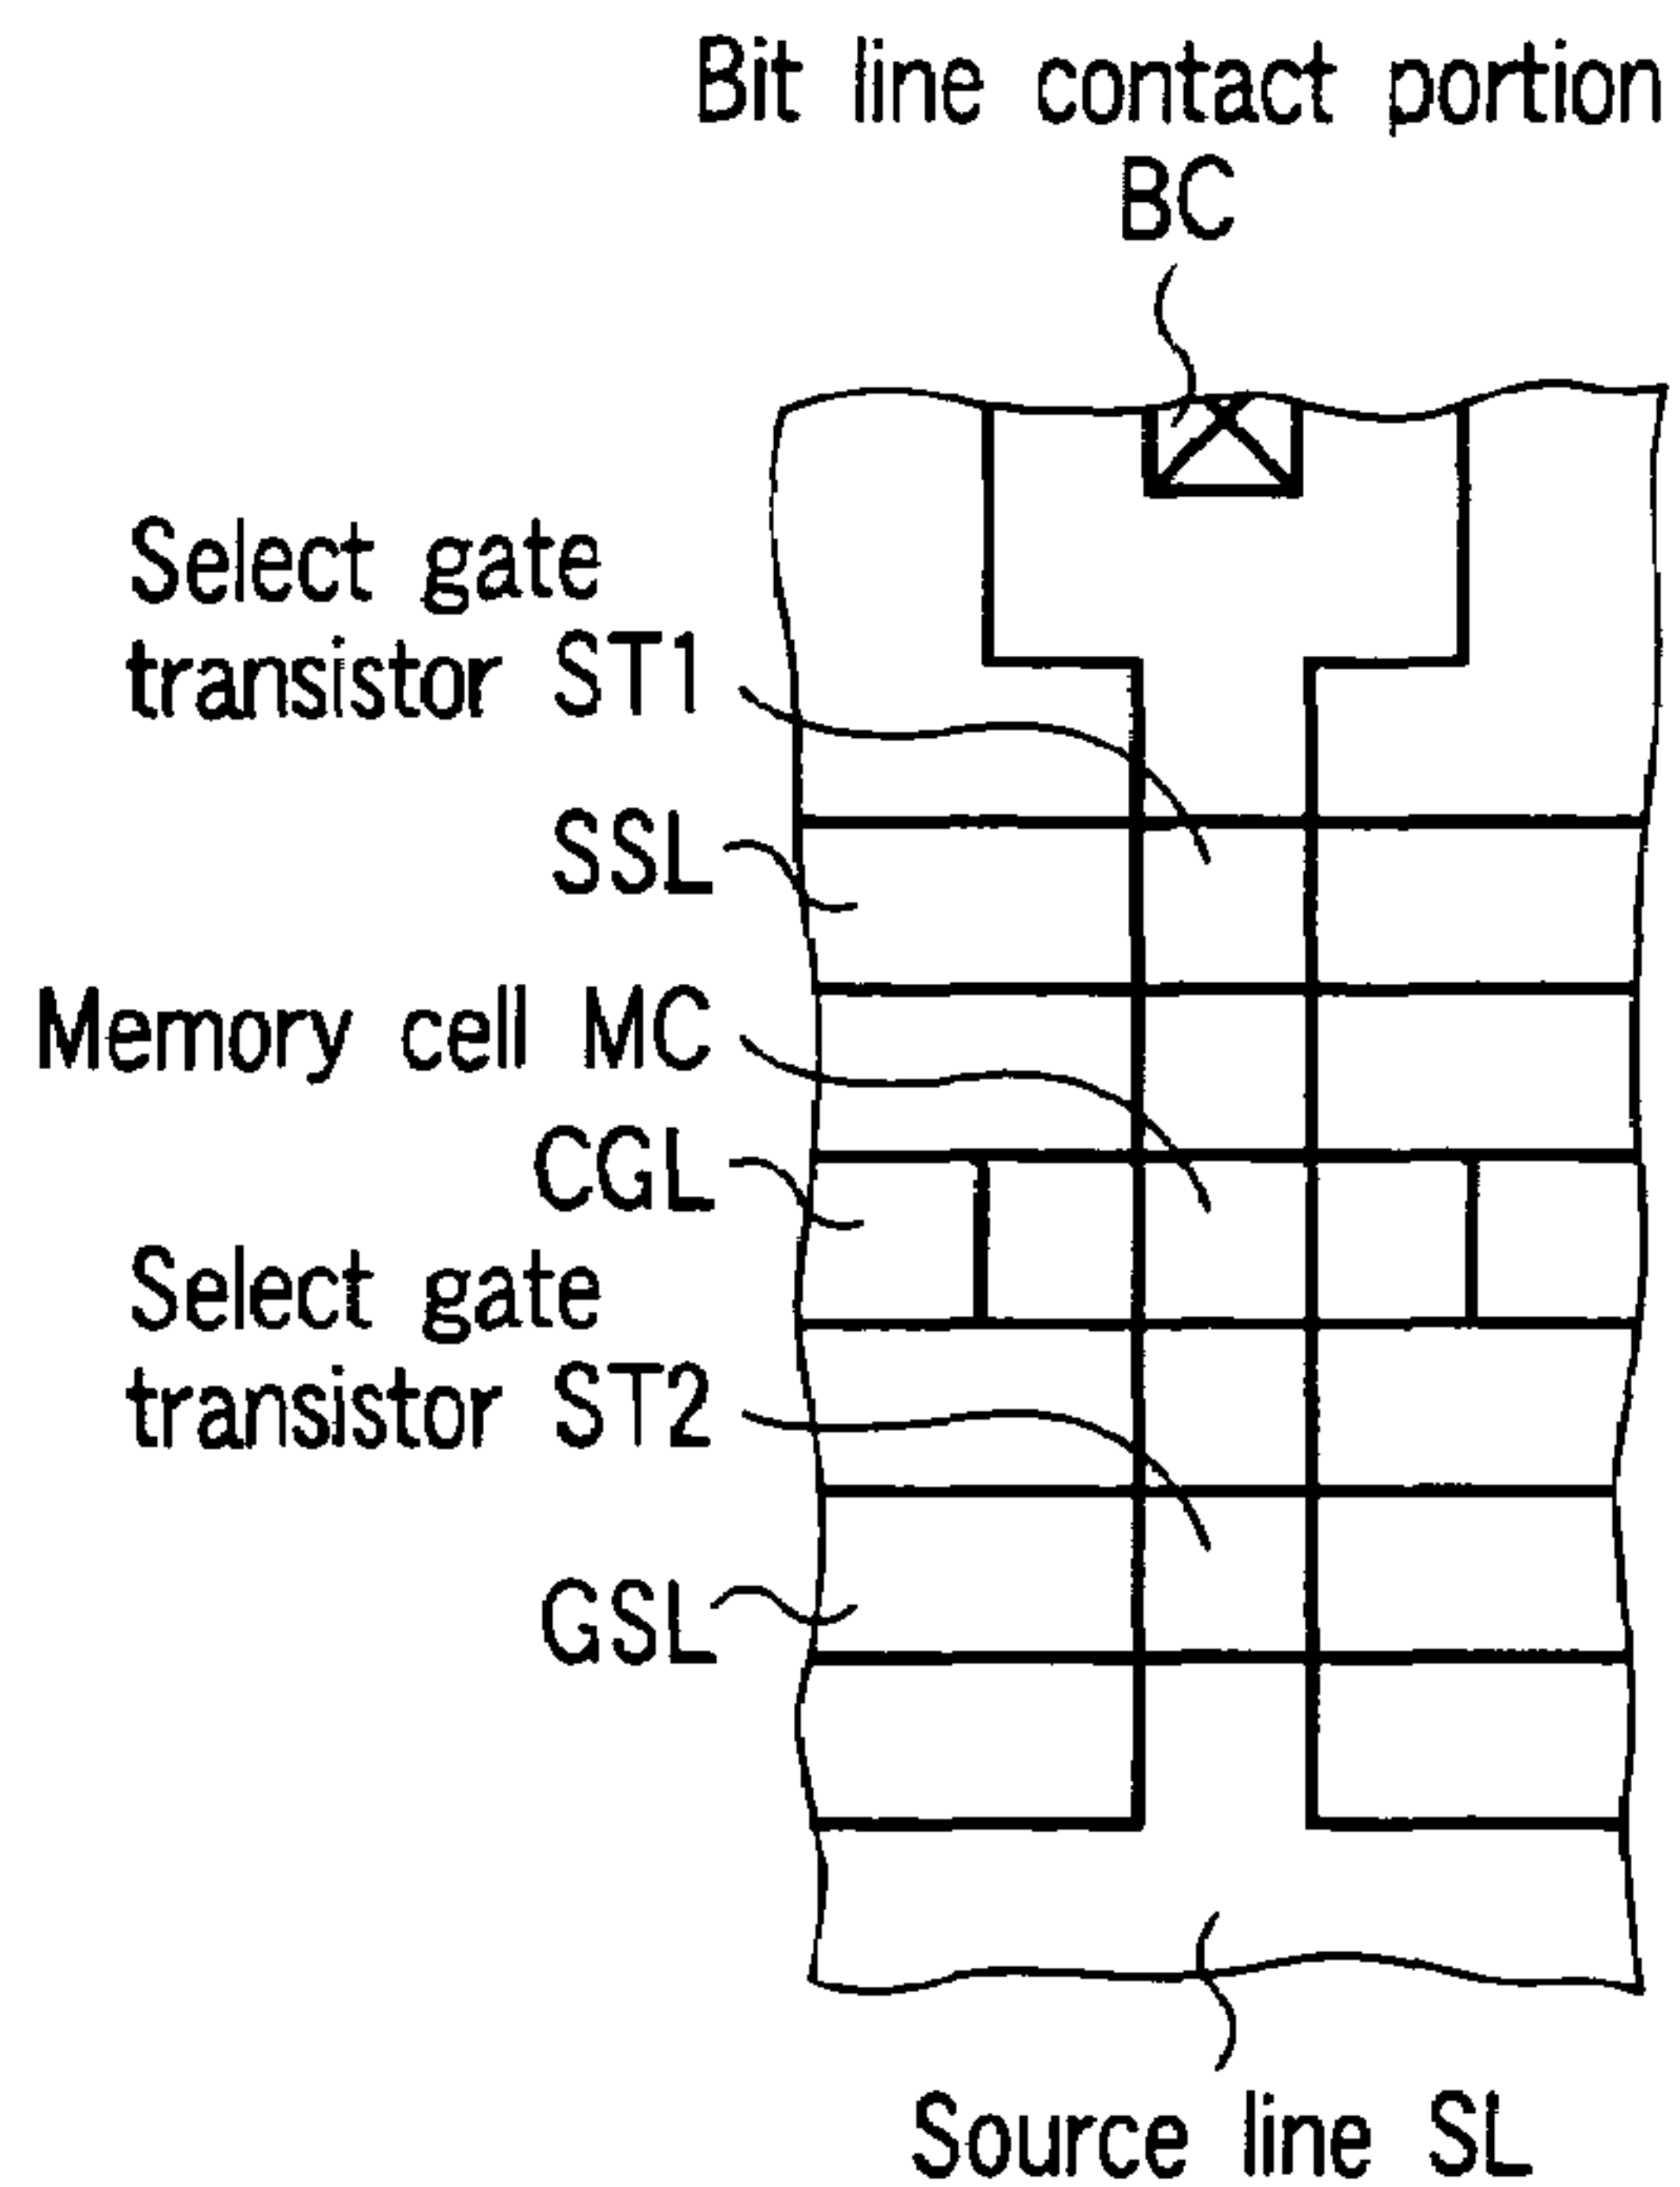 Bit line contact portion
BC
Select gate
transistor ST1
SSL
Memory cell MC
CGL
Select gate
transistor ST2
GSL
Source line SL